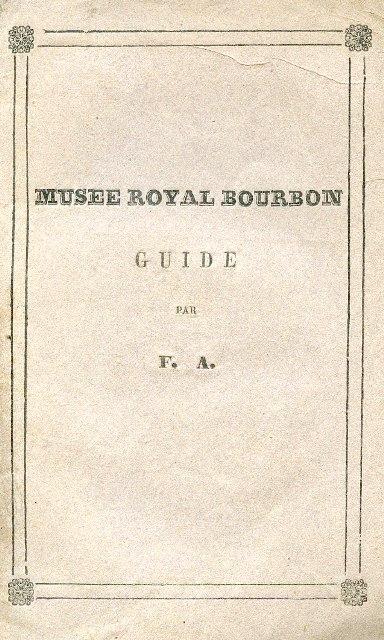 MUSEE ROYAL BOURBON
GUIDE
PAR
F. A.